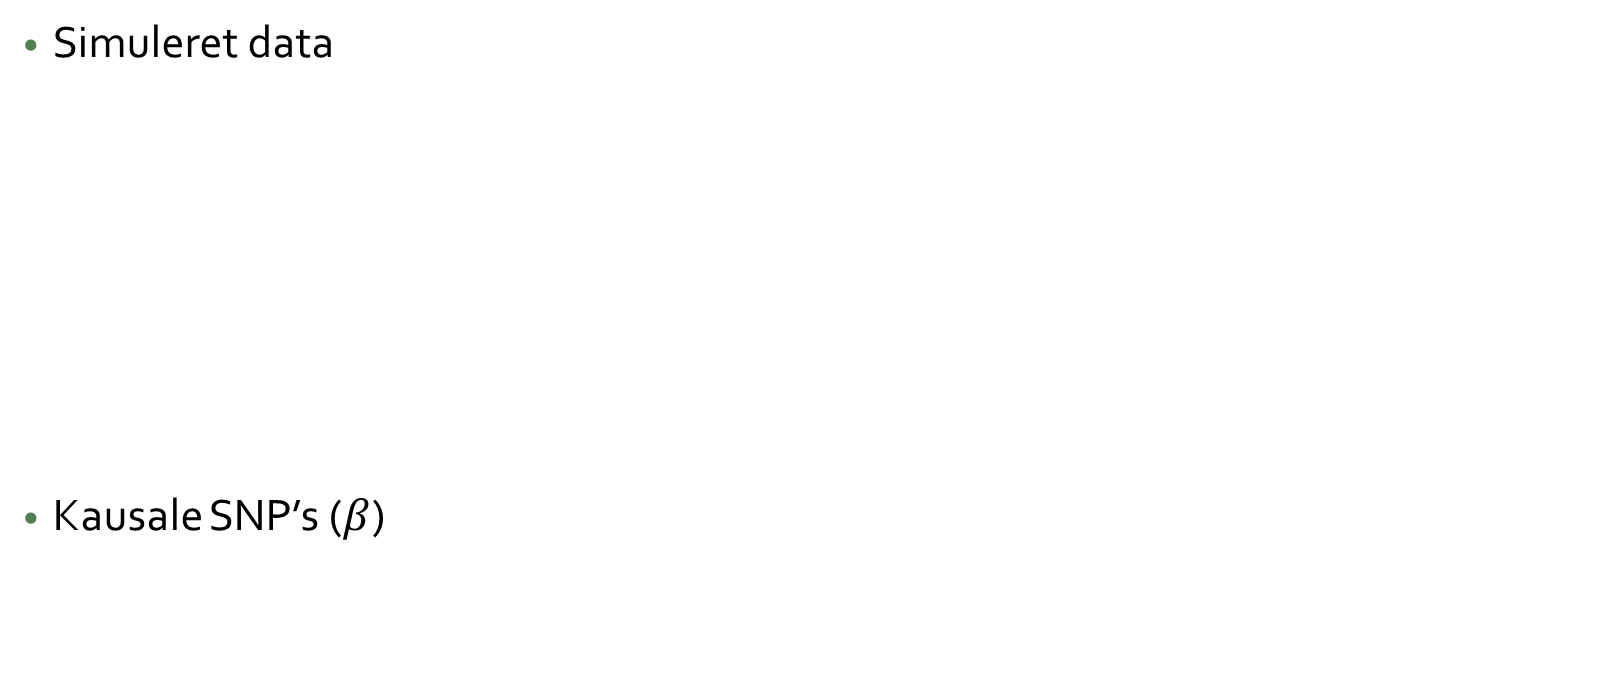 • Simuleret data
• Kausale SNP’s (β)